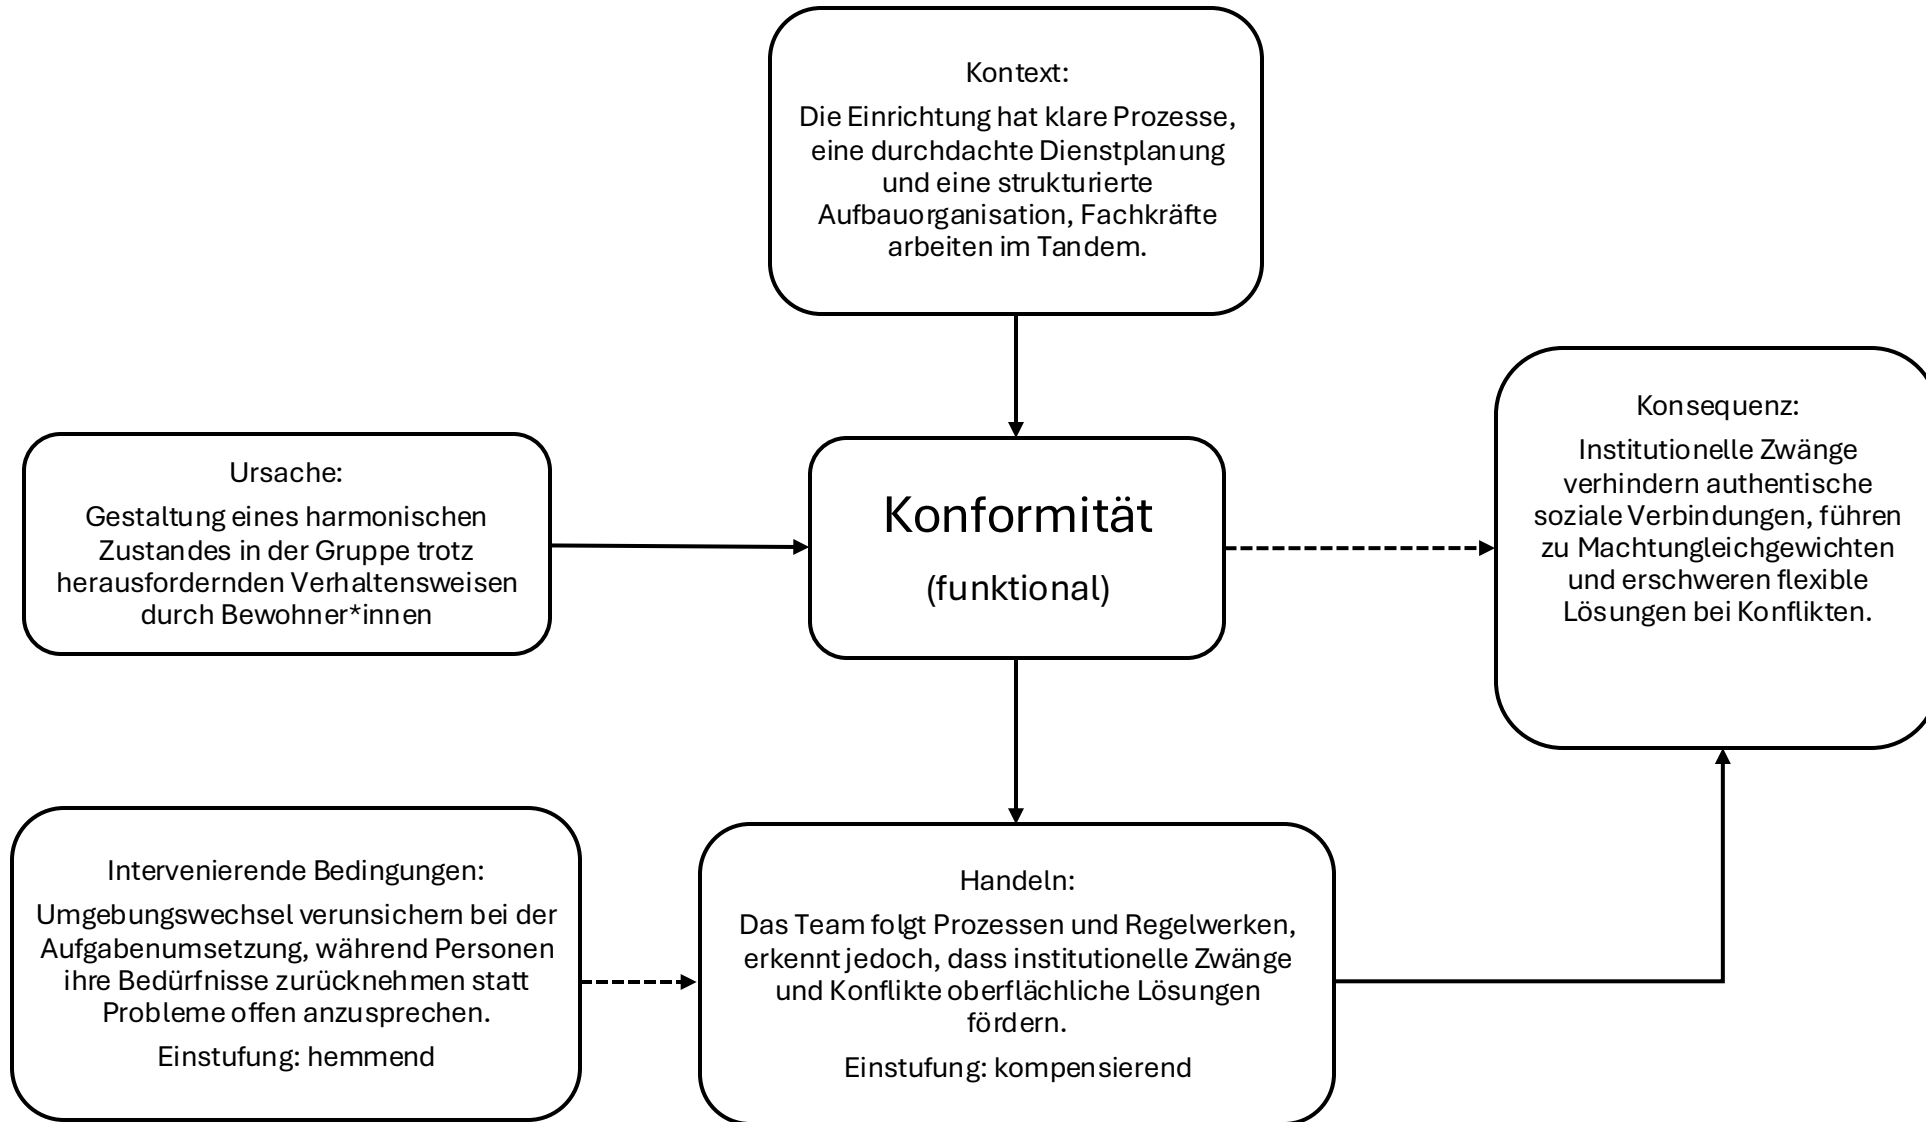 Kontext:
Die Einrichtung hat klare Prozesse,
eine durchdachte Dienstplanung
und eine strukturierte
Aufbauorganisation, Fachkräfte
arbeiten im Tandem.
Ursache:
Gestaltung eines harmonischen
Zustandes in der Gruppe trotz
herausfordernden Verhaltensweisen
durch Bewohner*innen
Konformität
(funktional)
Konsequenz:
Institutionelle Zwänge
verhindern authentische
soziale Verbindungen, führen
zu Machtungleichgewichten
und erschweren flexible
Lösungen bei Konflikten.
Intervenierende Bedingungen:
Umgebungswechsel verunsichern bei der
Aufgabenumsetzung, während Personen
ihre Bedürfnisse zurücknehmen statt
Probleme offen anzusprechen.
Einstufung: hemmend
Handeln:
Das Team folgt Prozessen und Regelwerken,
erkennt jedoch, dass institutionelle Zwänge
und Konflikte oberflächliche Lösungen
fördern.
Einstufung: kompensierend